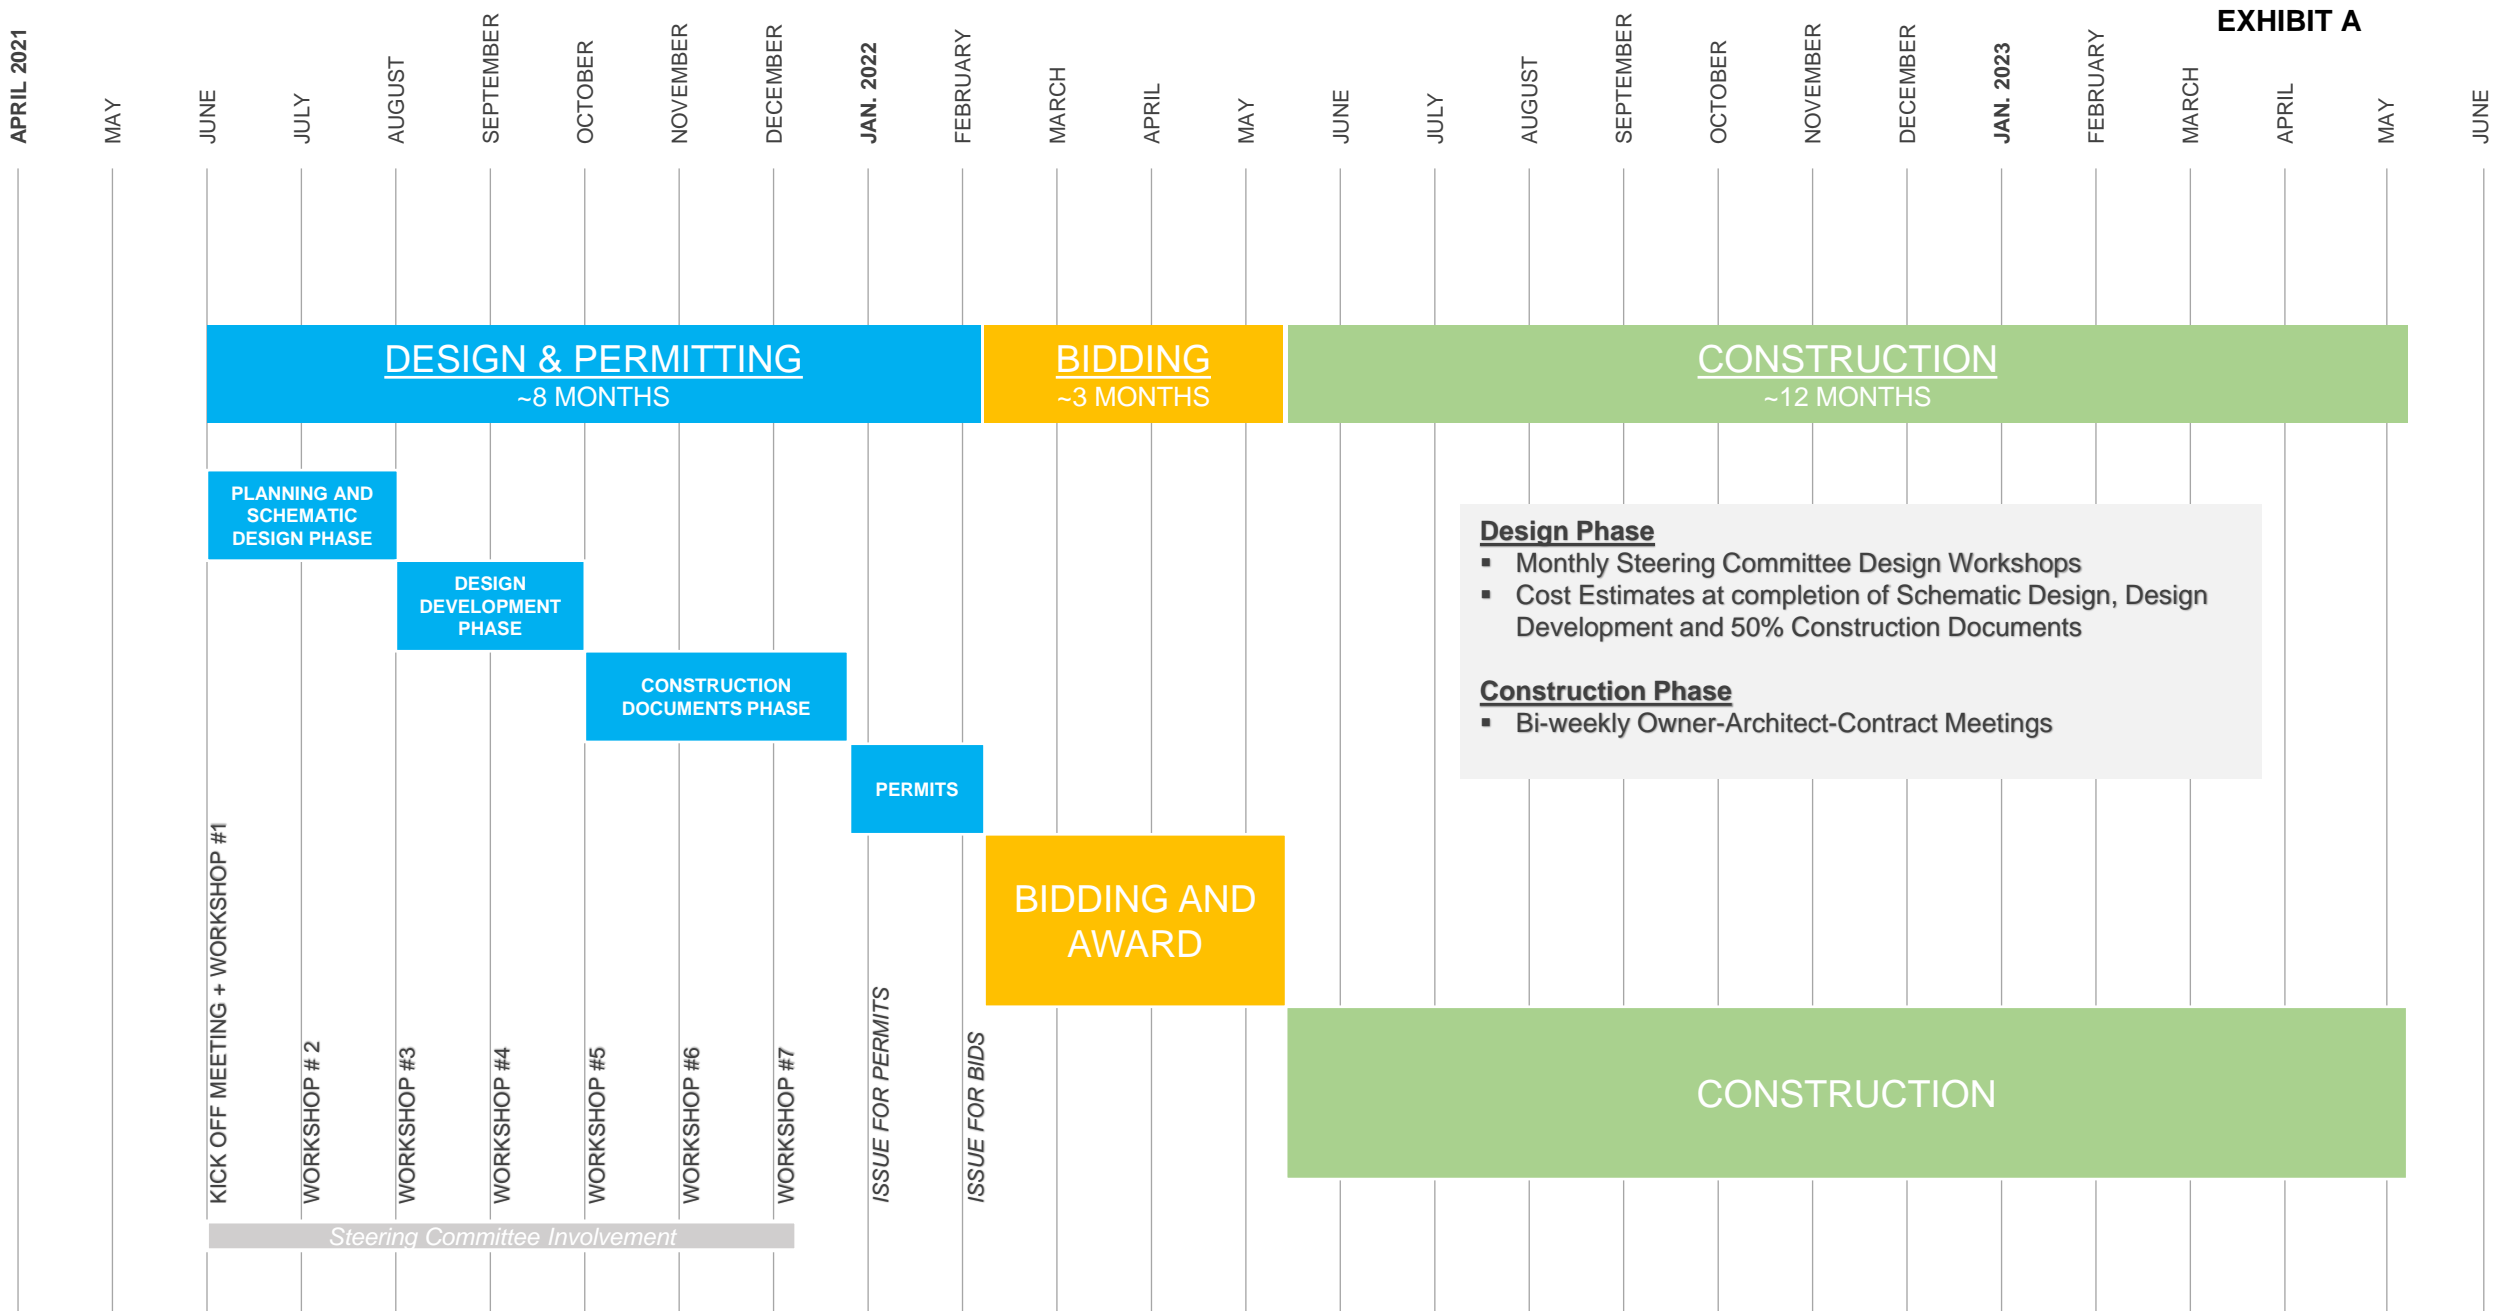 EXHIBIT A
APRIL 2021
MAY
JUNE
JULY
AUGUST
SEPTEMBER
OCTOBER
NOVEMBER
DECEMBER
JAN. 2022
FEBRUARY
MARCH
APRIL
MAY
JUNE
JULY
AUGUST
SEPTEMBER
OCTOBER
NOVEMBER
DECEMBER
JAN. 2023
FEBRUARY
MARCH
APRIL
MAY
JUNE
DESIGN & PERMITTING
~8 MONTHS
BIDDING
~3 MONTHS
CONSTRUCTION
~12 MONTHS
PLANNING AND
SCHEMATIC
DESIGN PHASE
DESIGN
DEVELOPMENT
PHASE
CONSTRUCTION
DOCUMENTS PHASE
PERMITS
BIDDING AND
AWARD
CONSTRUCTION
Design Phase
▪ Monthly Steering Committee Design Workshops
▪ Cost Estimates at completion of Schematic Design, Design
Development and 50% Construction Documents
Construction Phase
▪ Bi-weekly Owner-Architect-Contract Meetings
KICK OFF MEETING + WORKSHOP #1
WORKSHOP # 2
WORKSHOP #3
WORKSHOP #4
WORKSHOP #5
WORKSHOP #6
WORKSHOP #7
ISSUE FOR PERMITS
ISSUE FOR BIDS
Steering Committee Involvement